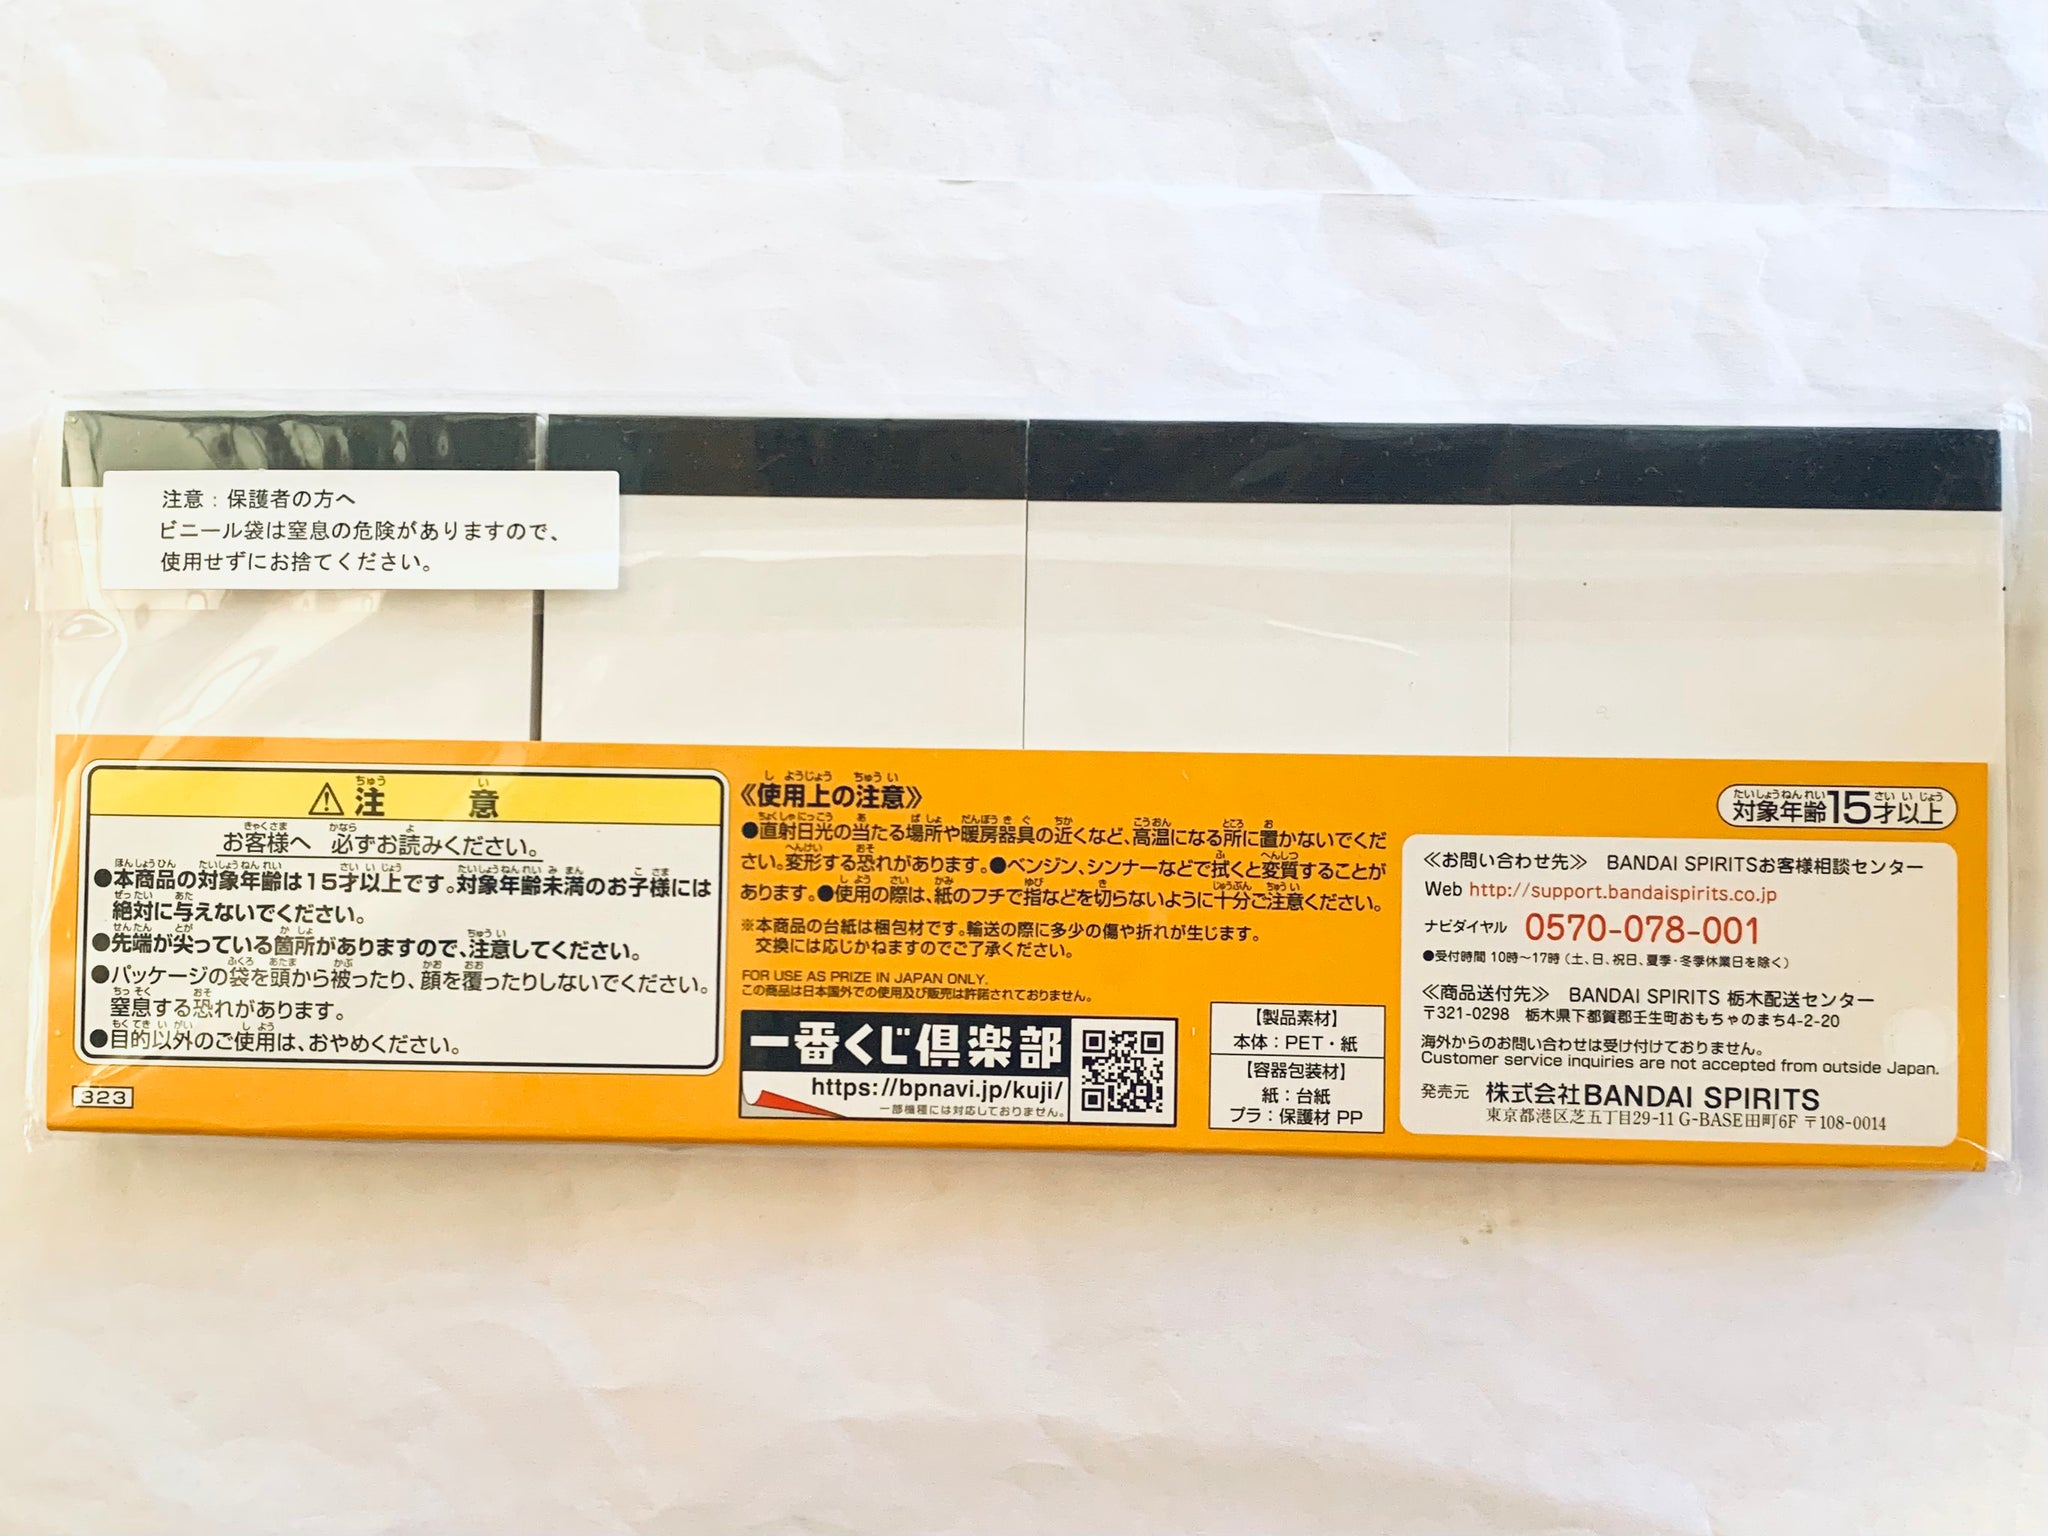 注意：保護者の方へ
ビニール袋は窒息の危険がありますので、
使用せずにお捨てください。
⚠注意
お客様へ 必ずお読みください。
●本商品の対象年齢は15才以上です。対象年齢未満のお子様には
絶対に与えないでください。
●先端が尖っている箇所がありますので、注意してください。
●パッケージの袋を頭から被ったり、顔を覆ったりしないでください。
窒息する恐れがあります。
●目的以外のご使用は、おやめください。
323
《使用上の注意》
●直射日光の当たる場所や暖房器具の近くなど、高温になる所に置かないでくだ
さい。変形する恐れがあります。●ベンジン、シンナーなどで拭くと変質することが
あります。●使用の際は、紙のフチで指などを切らないように十分ご注意ください。
※本商品の台紙は梱包材です。輸送の際に多少の傷や折れが生じます。
交換には応じかねますのでご了承ください。
FOR USE AS PRIZE IN JAPAN ONLY.
この商品は日本国外での使用及び販売は許諾されておりません。
一番くじ倶楽部
https://bpnavi.jp/kuji/
一部機種には対応しておりません。
【製品素材】
本体：PET・紙
【容器包装材】
紙：台紙
プラ：保護材 PP
対象年齢15才以上
≪お問い合わせ先≫ BANDAI SPIRITSお客様相談センター
Web http://support.bandaispirits.co.jp
ナビダイヤル 0570-078-001
●受付時間 10時～17時（土、日、祝日、夏季・冬季休業日を除く）
≪商品送付先≫ BANDAI SPIRITS 栃木配送センター
〒321-0298 栃木県下都賀郡壬生町おもちゃのまち4-2-20
海外からのお問い合わせは受け付けておりません。
Customer service inquiries are not accepted from outside Japan.
発売元 株式会社BANDAI SPIRITS
東京都港区芝五丁目29-11 G-BASE田町6F 〒108-0014